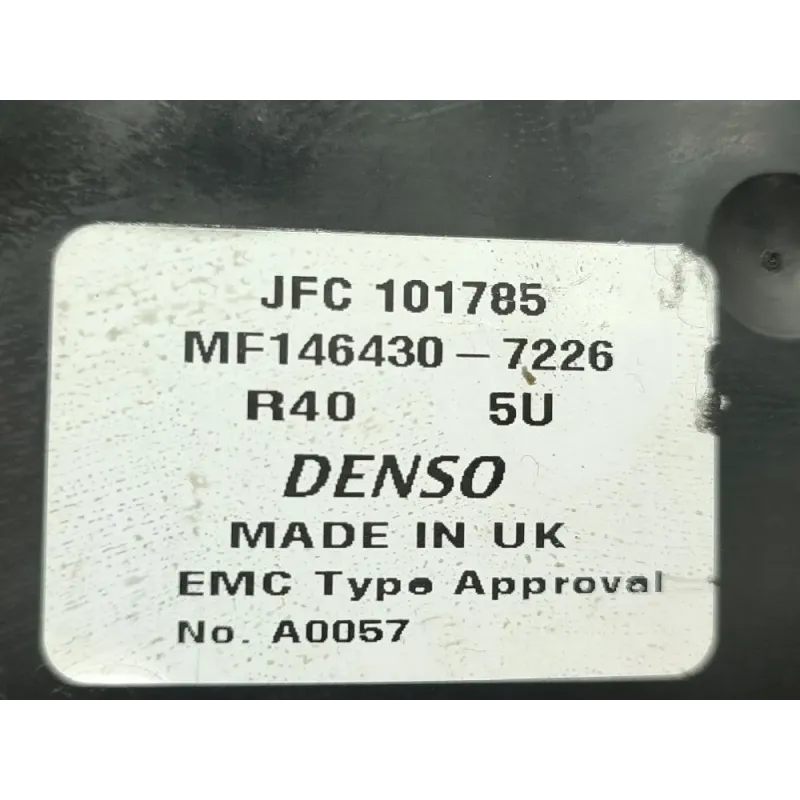 JFC 101785
MF146430-7226
R40 5U
DENSO
MADE IN UK
EMC Type Approval
No. A0057